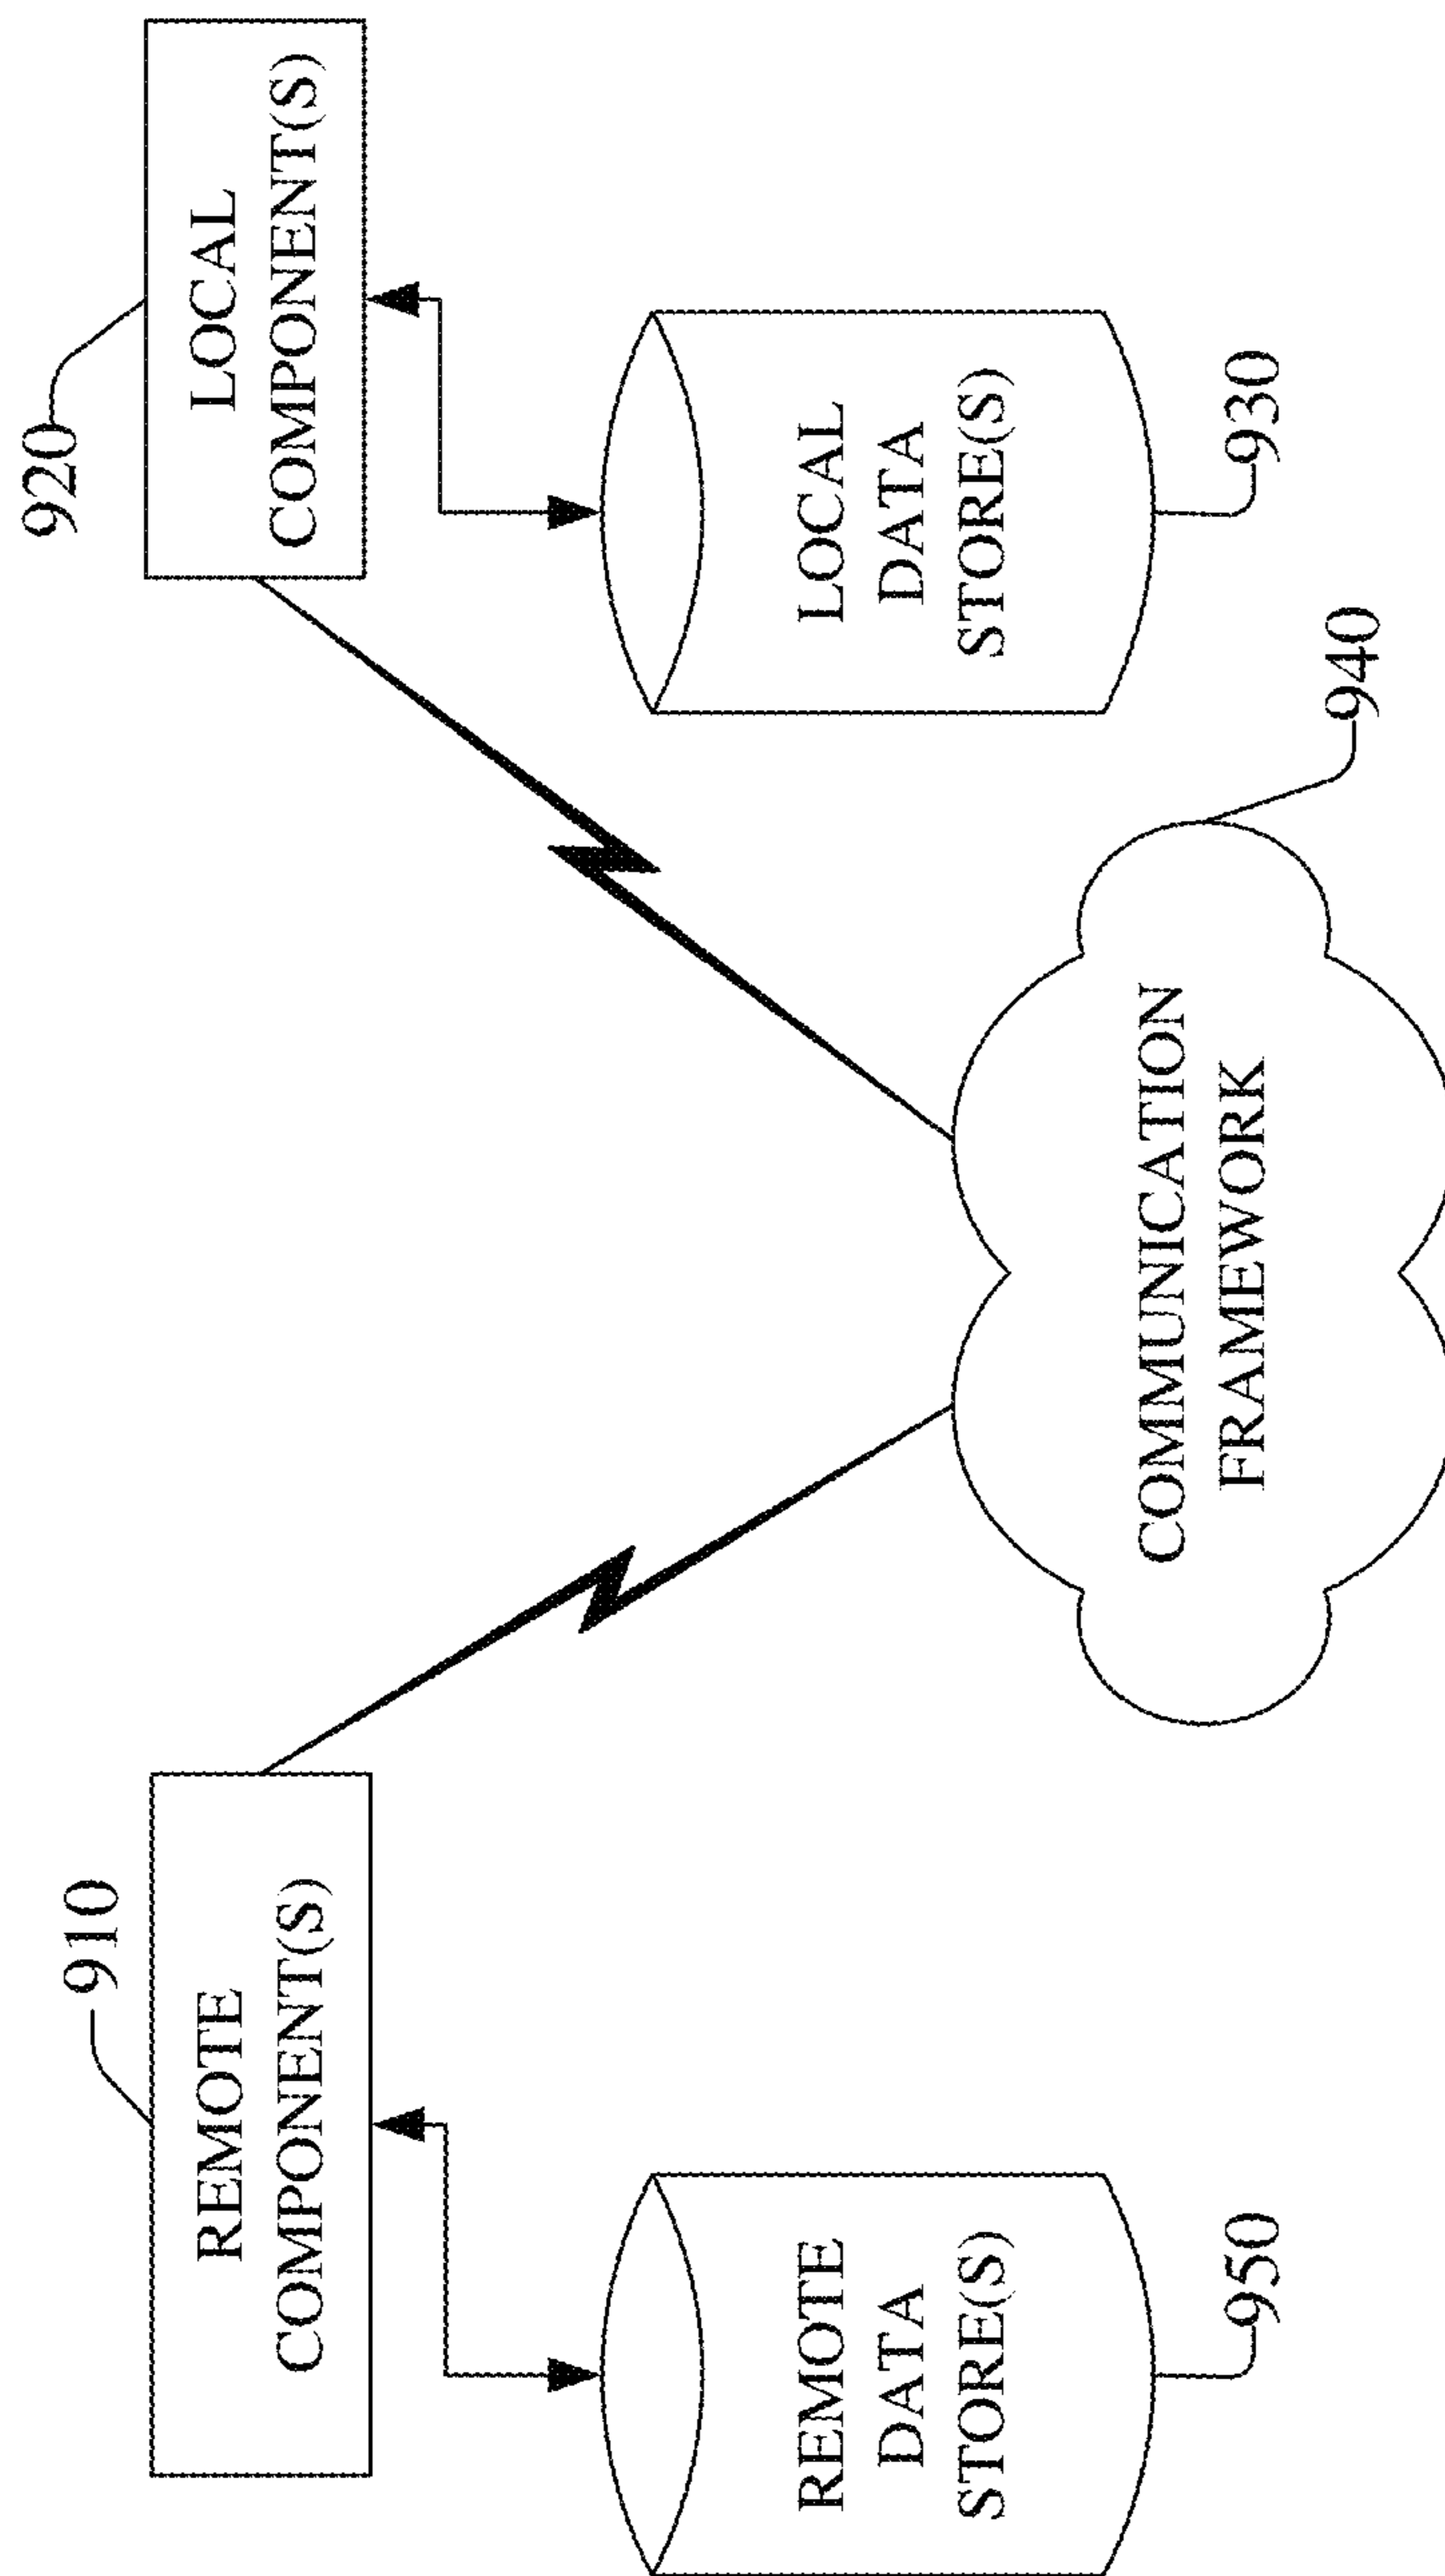 910
REMOTE
COMPONENT(S)
920
LOCAL
COMPONENT(S)
REMOTE
DATA
STORE(S)
950
LOCAL
DATA
STORE(S)
930
COMMUNICATION
FRAMEWORK
940